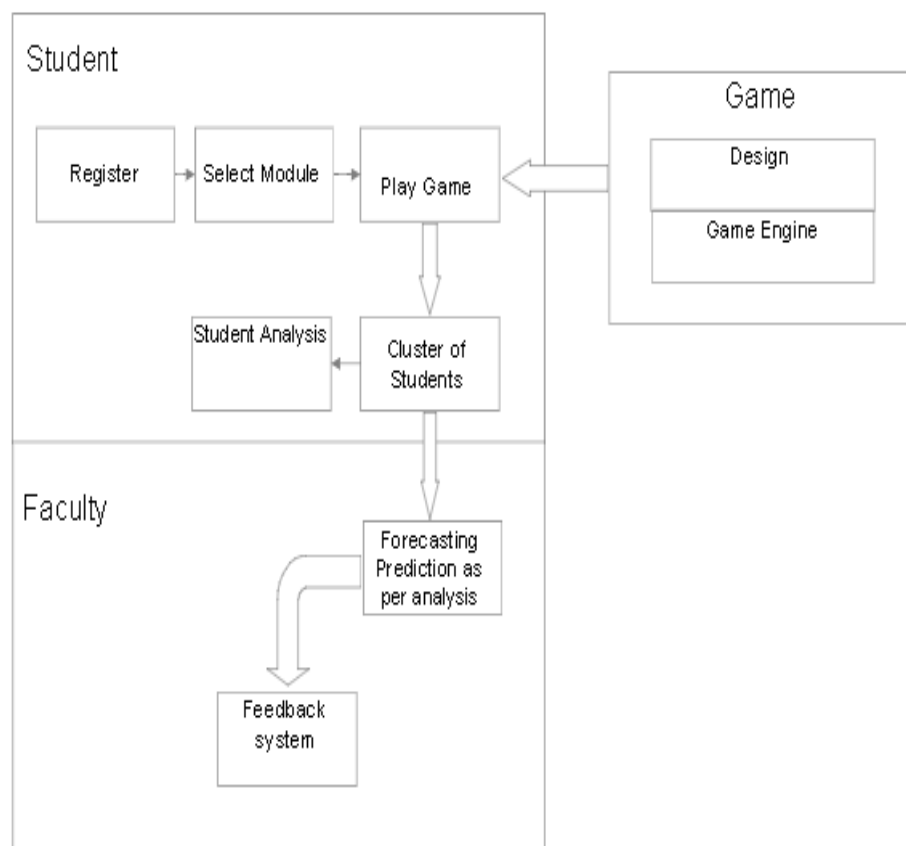 Student
Game
Design
Game Engine
Register
Select Module
Play Game
Student Analysis
Cluster of
Students
Faculty
Forecasting
Prediction as
per analysis
Feedback
system